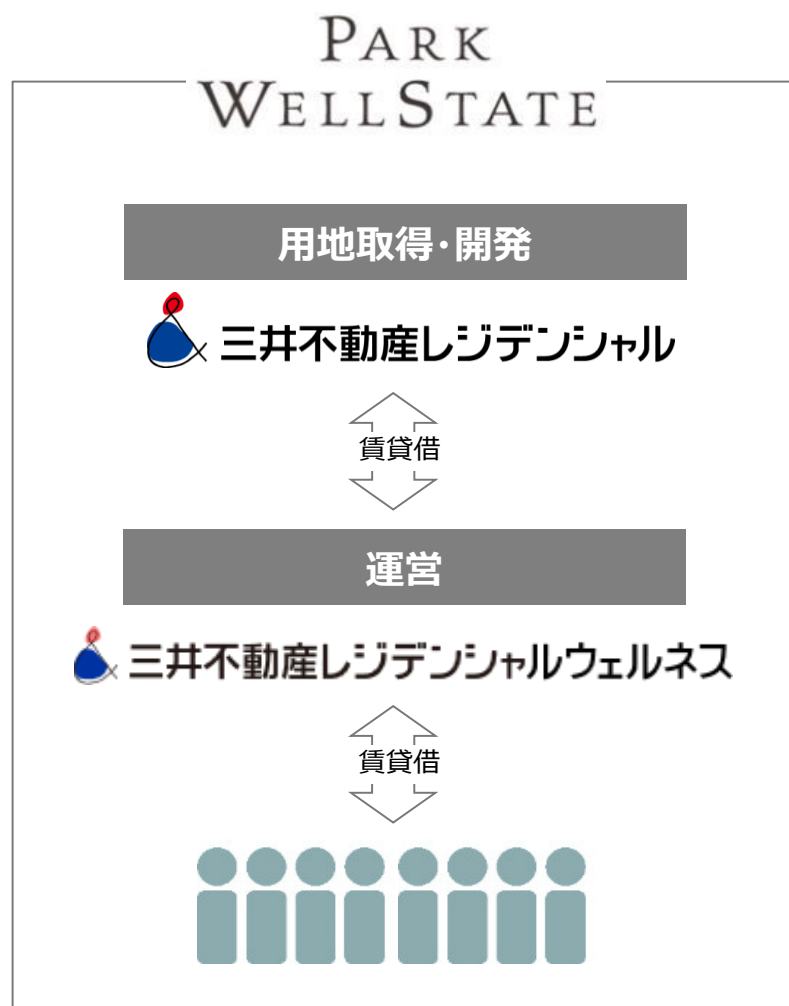 PARK
WELLSTATE
用地取得･開発
三井不動産レジデンシャル
賃貸借
運営
三井不動産レジデンシャルウェルネス
賃貸借